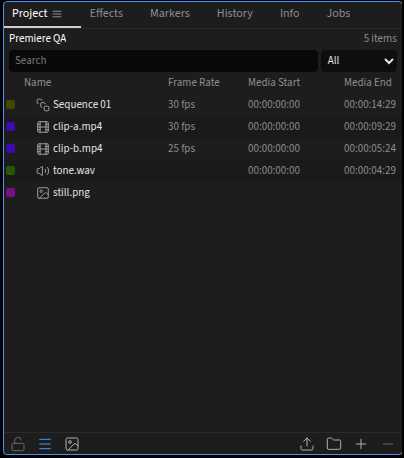 Project Effects Markers History Info Jobs
Premiere QA 5 items
Search All
Name Frame Rate Media Start Media End
Sequence 01 30 fps 00:00:00:00 00:00:14:29
clip-a.mp4 30 fps 00:00:00:00 00:00:09:29
clip-b.mp4 25 fps 00:00:00:00 00:00:05:24
tone.wav 00:00:00:00 00:00:04:29
still.png